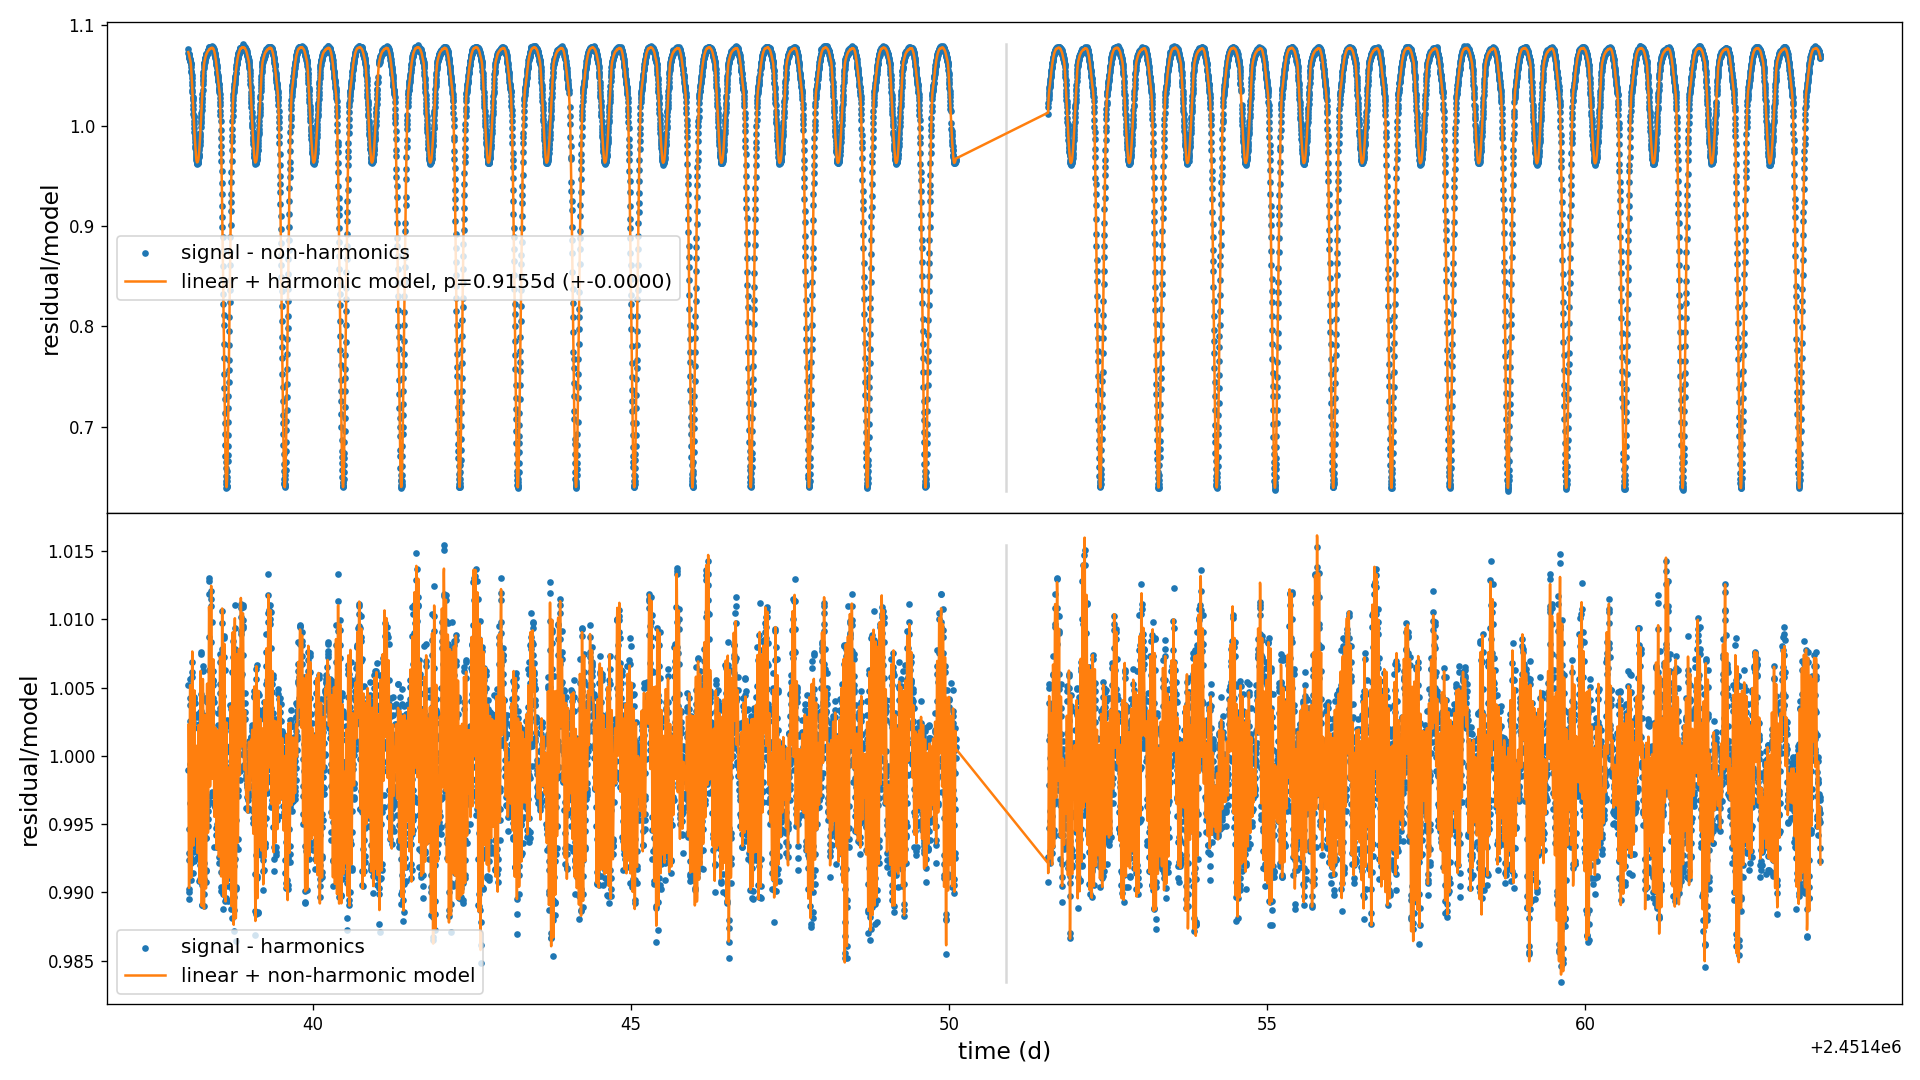 1.1
1.0
0.9
0.8
0.7
residual/model
signal - non-harmonics
linear + harmonic model, p=0.9155d (+-0.0000)
1.015
1.010
1.005
1.000
0.995
0.990
0.985
residual/model
signal - harmonics
linear + non-harmonic model
40 45 50 55 60
time (d)
+2.4514e6